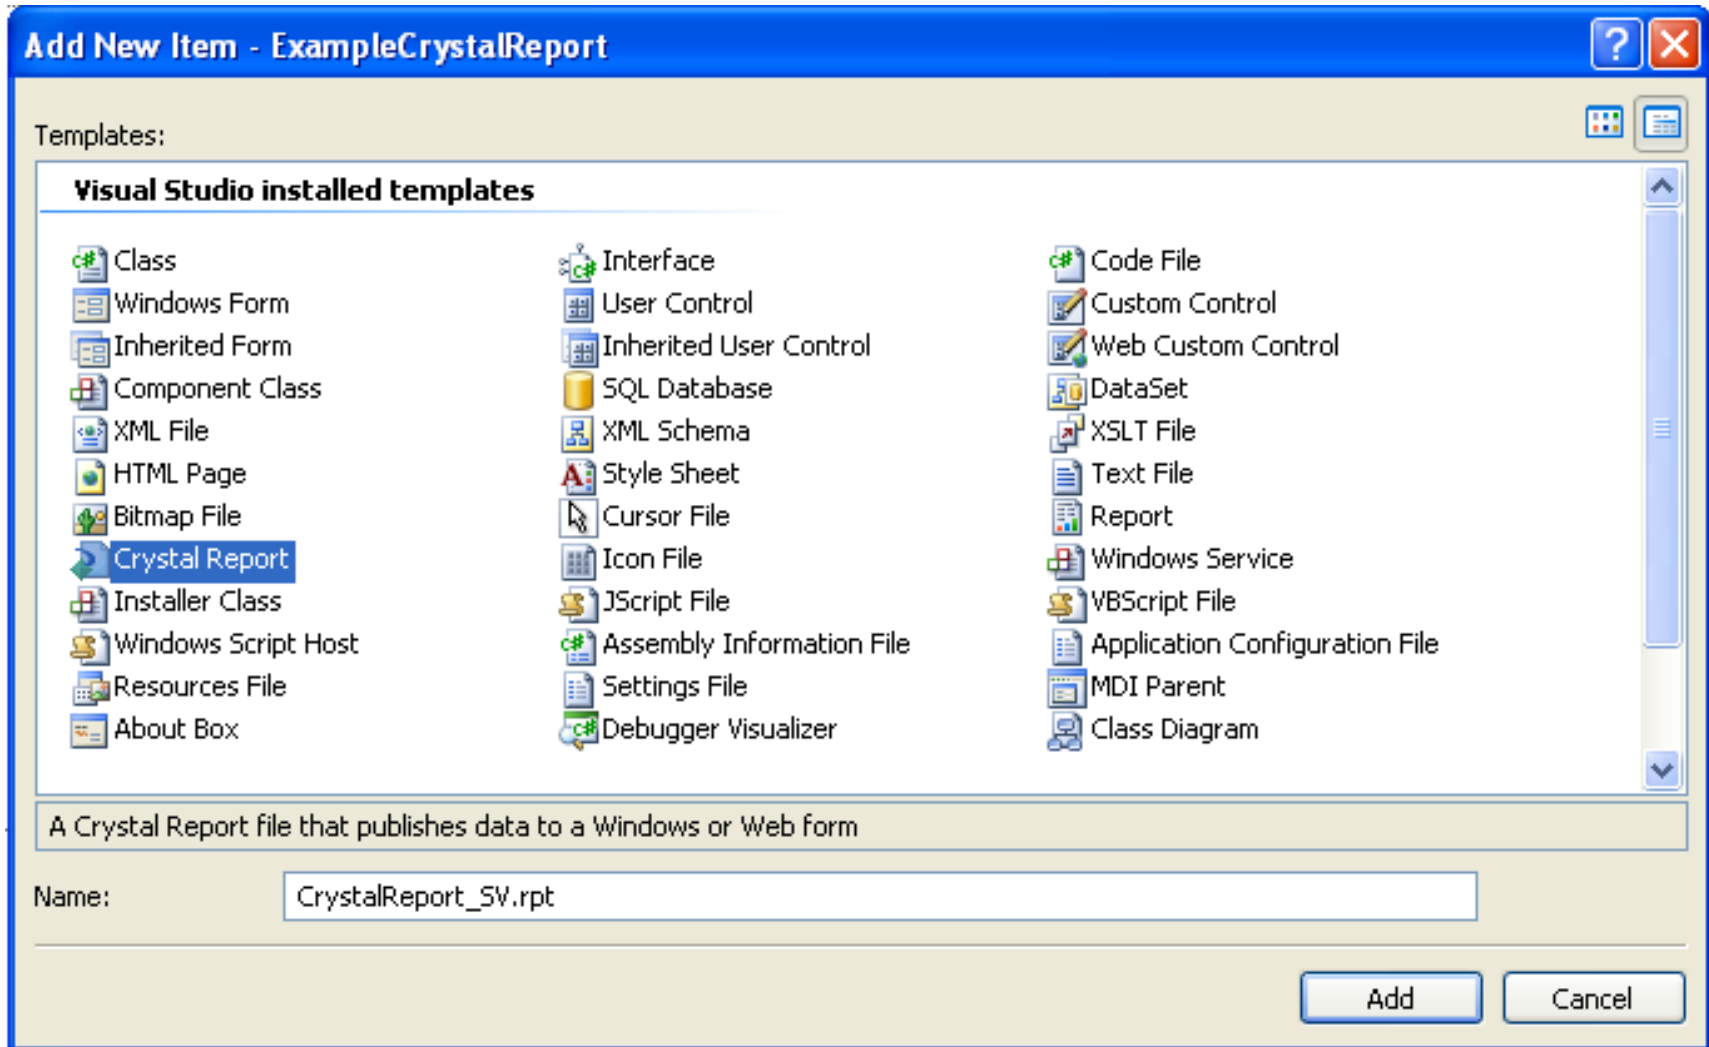 Add New Item - ExampleCrystalReport
Templates:
Visual Studio installed templates
Class Interface Code File
Windows Form User Control Custom Control
Inherited Form Inherited User Control Web Custom Control
Component Class SQL Database DataSet
XML File XML Schema XSLT File
HTML Page Style Sheet Text File
Bitmap File Cursor File Report
Crystal Report Icon File Windows Service
Installer Class JScript File VBScript File
Windows Script Host Assembly Information File Application Configuration File
Resources File Settings File MDI Parent
About Box Debugger Visualizer Class Diagram
A Crystal Report file that publishes data to a Windows or Web form
Name: CrystalReport_SV.rpt
Add Cancel